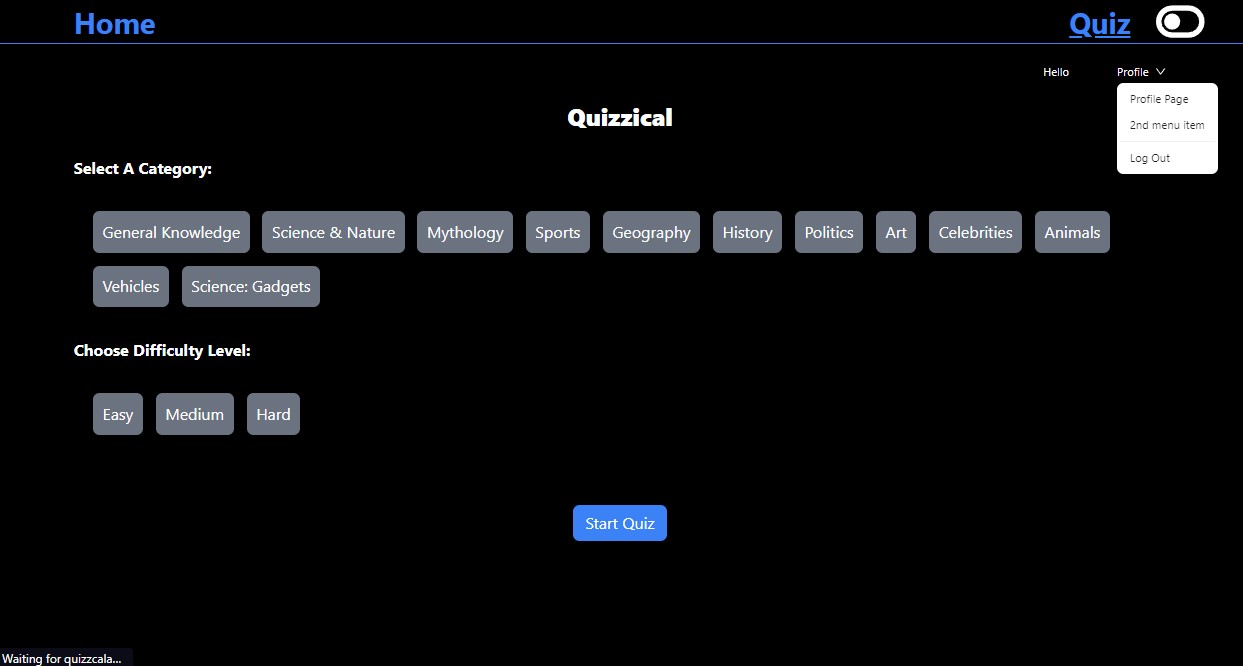 Home Quiz
Hello Profile
Profile Page
2nd menu item
Log Out
Quizzical
Select A Category:
General Knowledge Science & Nature Mythology Sports Geography History Politics Art Celebrities Animals
Vehicles Science: Gadgets
Choose Difficulty Level:
Easy Medium Hard
Start Quiz
Waiting for quizzcala...